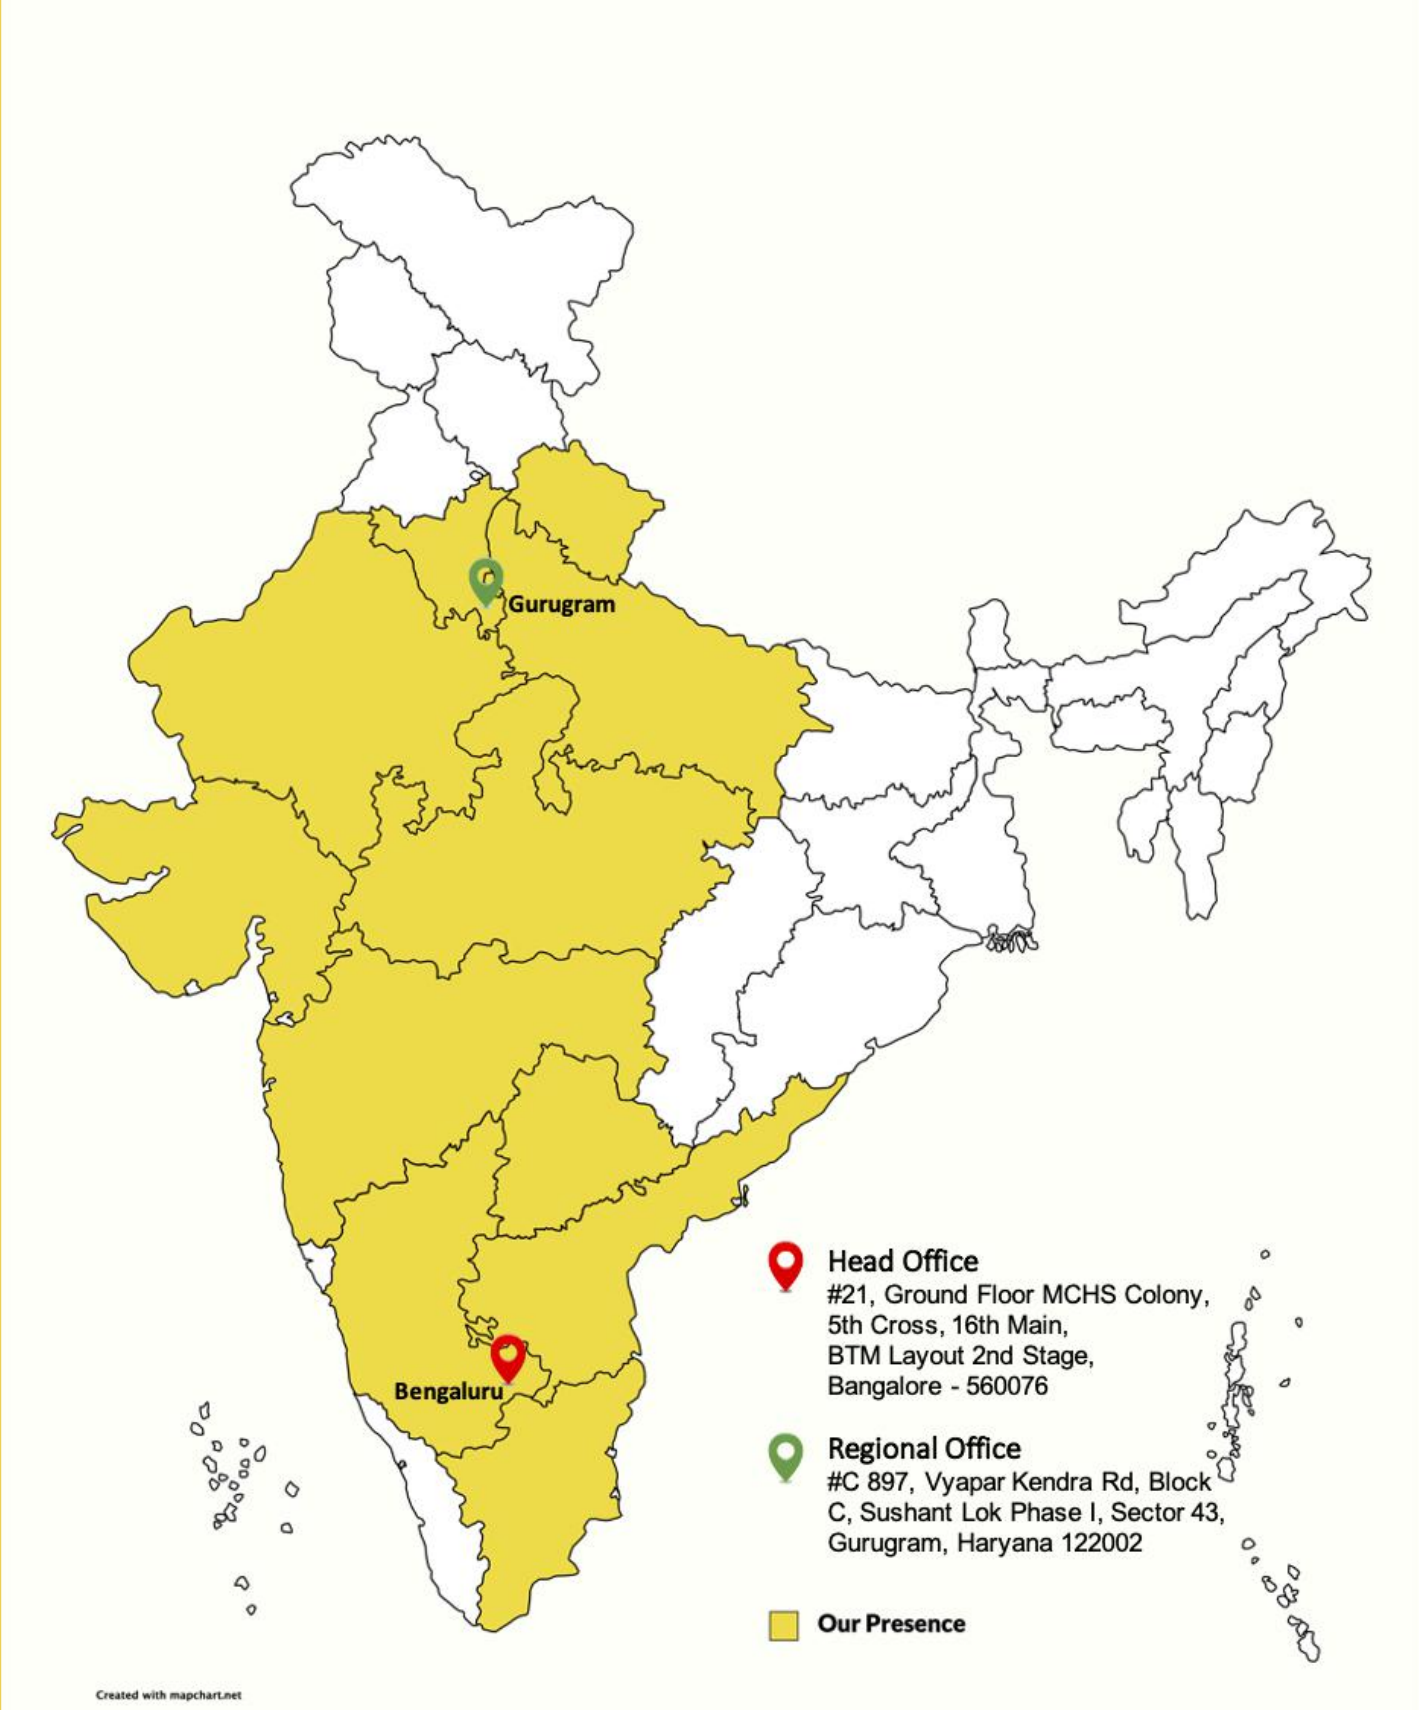 Gurugram
Head Office
#21, Ground Floor MCHS Colony,
5th Cross, 16th Main,
BTM Layout 2nd Stage,
Bangalore - 560076
Bengaluru
Regional Office
#C 897, Vyapar Kendra Rd, Block
C, Sushant Lok Phase I, Sector 43,
Gurugram, Haryana 122002
Our Presence
Created with mapchart.net